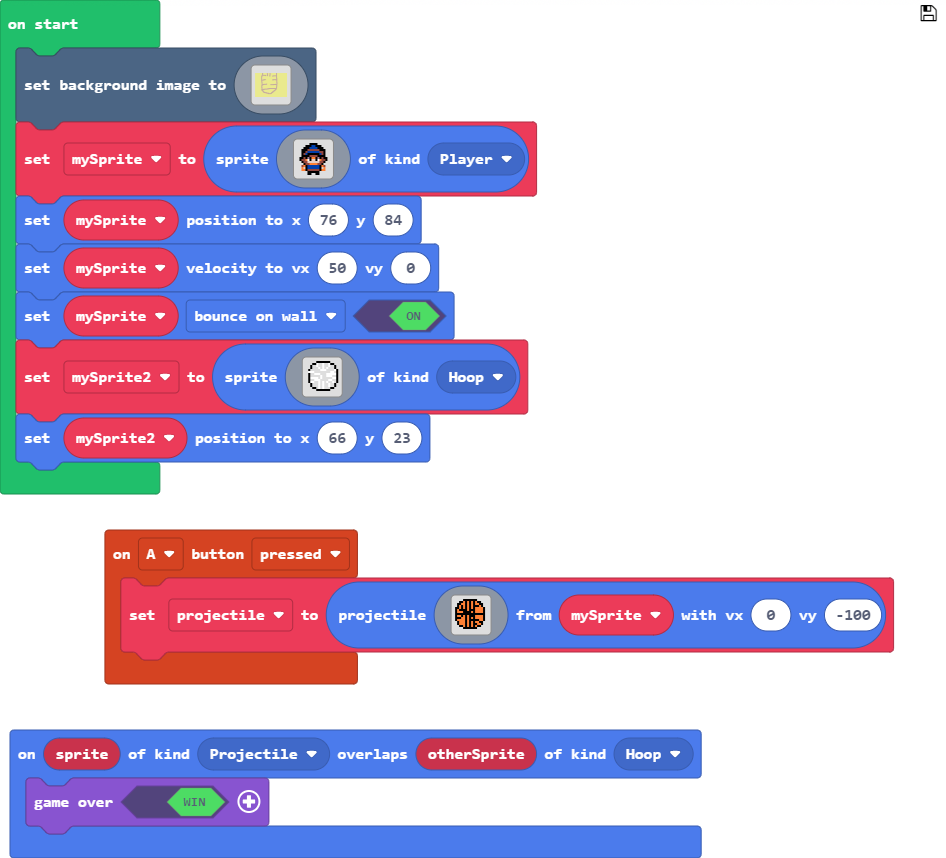 on start
set background image to
set mySprite to sprite of kind Player
set mySprite position to x 76 y 84
set mySprite velocity to vx 50 vy 0
set mySprite bounce on wall ON
set mySprite2 to sprite of kind Hoop
set mySprite2 position to x 66 y 23
on A button pressed
set projectile to projectile from mySprite with vx 0 vy -100
on sprite of kind Projectile overlaps otherSprite of kind Hoop
game over WIN